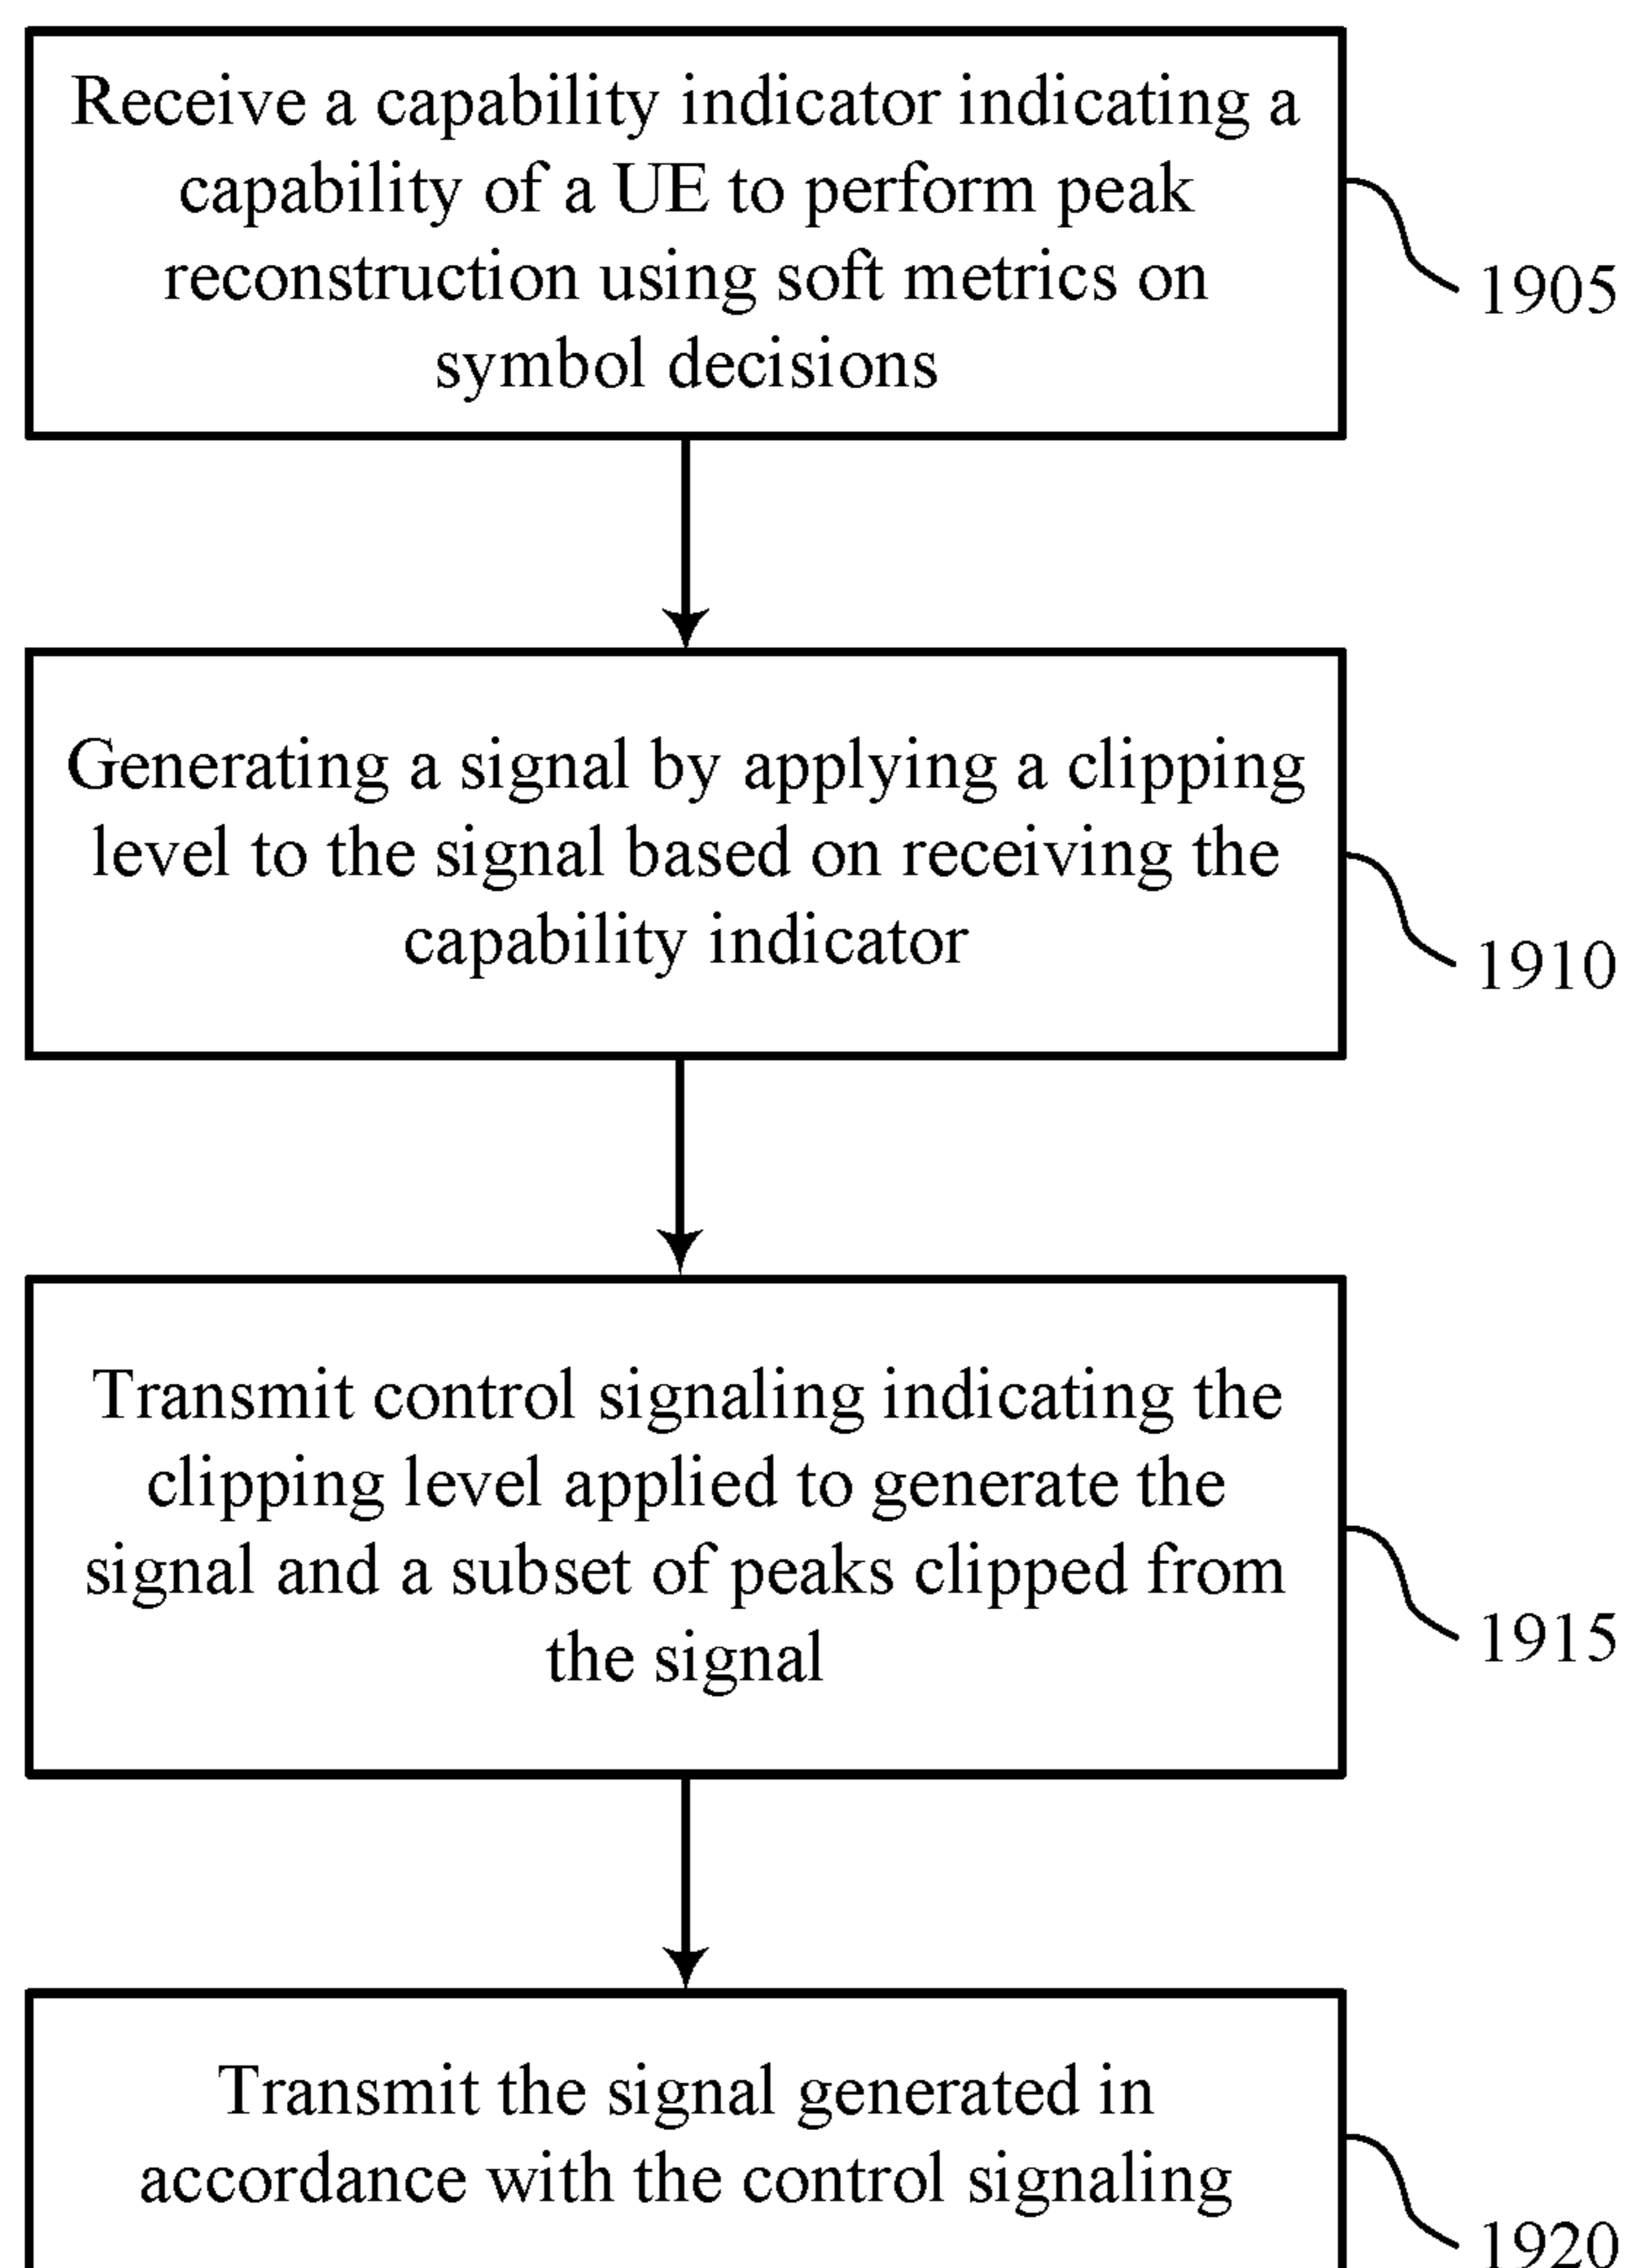 Receive a capability indicator indicating a
capability of a UE to perform peak
reconstruction using soft metrics on
symbol decisions
1905
Generating a signal by applying a clipping
level to the signal based on receiving the
capability indicator
1910
Transmit control signaling indicating the
clipping level applied to generate the
signal and a subset of peaks clipped from
the signal
1915
Transmit the signal generated in
accordance with the control signaling
1920